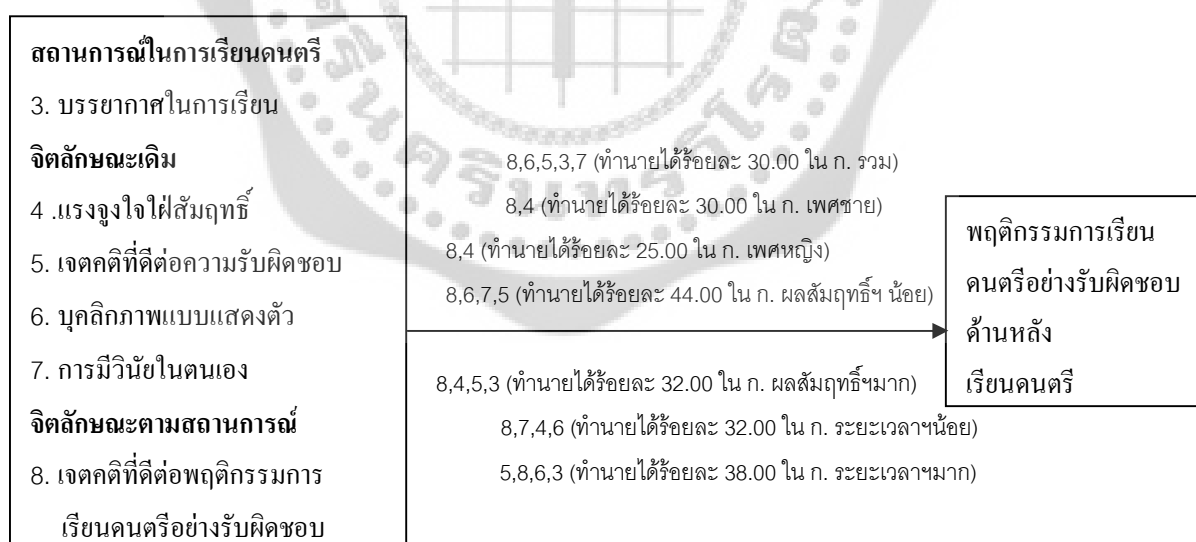 สถานการณ์ในการเรียนดนตรี
3. บรรยากาศในการเรียน
จิตลักษณะเดิม
4 .แรงจูงใจใฝ่สัมฤทธิ์
5. เจตคติที่ดีต่อความรับผิดชอบ
6. บุคลิกภาพแบบแสดงตัว
7. การมีวินัยในตนเอง
จิตลักษณะตามสถานการณ์
8. เจตคติที่ดีต่อพฤติกรรมการ
เรียนดนตรีอย่างรับผิดชอบ
8,6,5,3,7 (ทำนายได้ร้อยละ 30.00 ใน ก. รวม)
8,4 (ทำนายได้ร้อยละ 30.00 ใน ก. เพศชาย)
8,4 (ทำนายได้ร้อยละ 25.00 ใน ก. เพศหญิง)
8,6,7,5 (ทำนายได้ร้อยละ 44.00 ใน ก. ผลสัมฤทธิ์ฯ น้อย)
8,4,5,3 (ทำนายได้ร้อยละ 32.00 ใน ก. ผลสัมฤทธิ์ฯมาก)
8,7,4,6 (ทำนายได้ร้อยละ 32.00 ใน ก. ระยะเวลาฯน้อย)
5,8,6,3 (ทำนายได้ร้อยละ 38.00 ใน ก. ระยะเวลาฯมาก)
พฤติกรรมการเรียน
ดนตรีอย่างรับผิดชอบ
ด้านหลัง
เรียนดนตรี